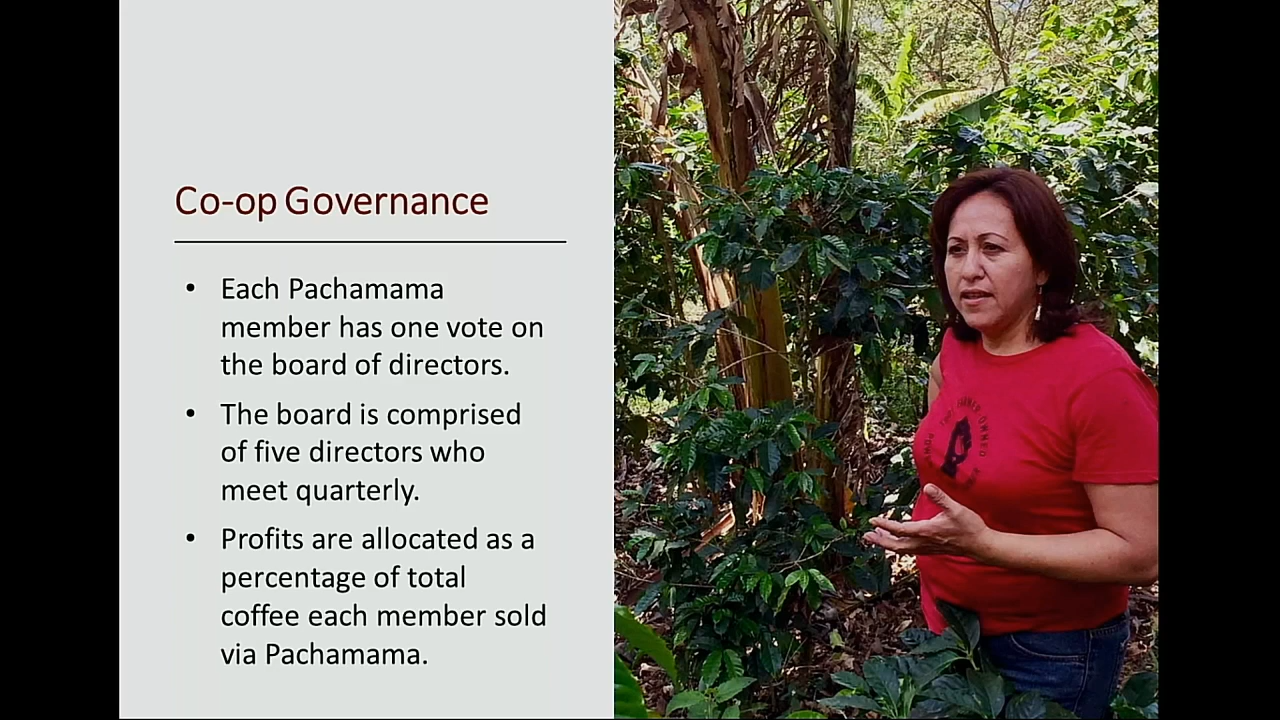 Co-op Governance
• Each Pachamama
member has one vote on
the board of directors.
• The board is comprised
of five directors who
meet quarterly.
• Profits are allocated as a
percentage of total
coffee each member sold
via Pachamama.
OWNED